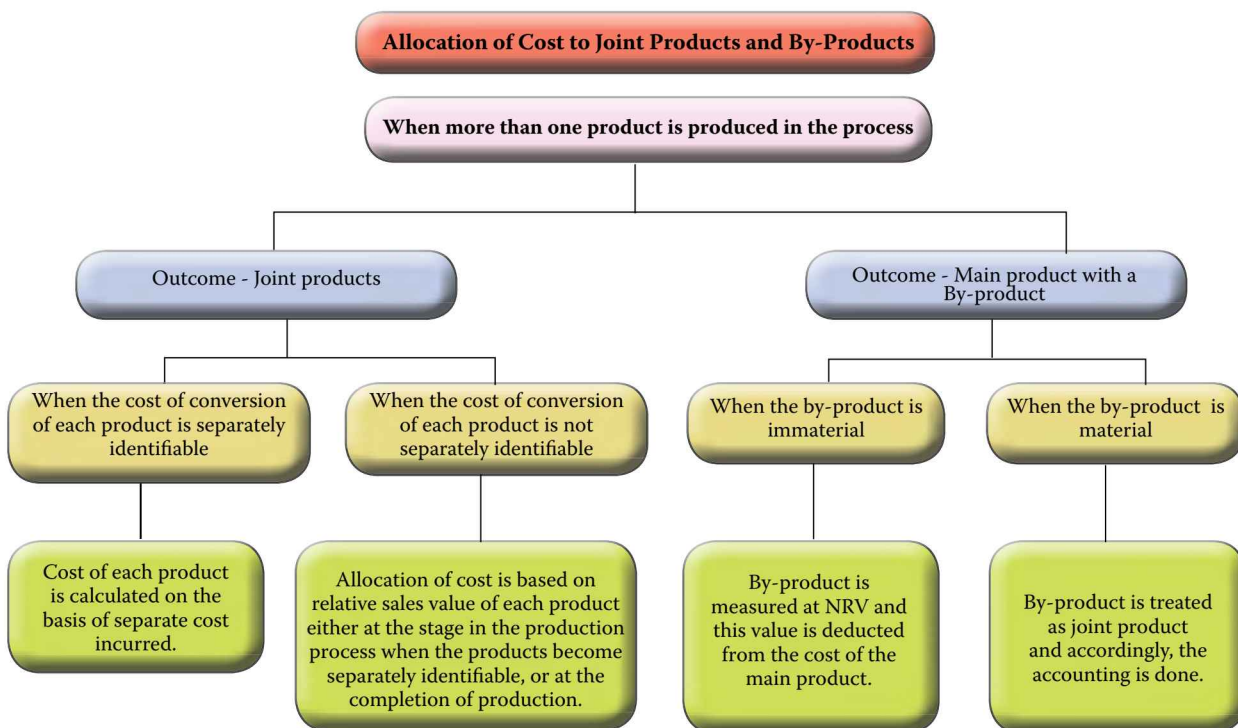 Allocation of Cost to Joint Products and By-Products
When more than one product is produced in the process
Outcome - Joint products
Outcome - Main product with a
By-product
When the cost of conversion
of each product is separately
identifiable
When the cost of conversion
of each product is not
separately identifiable
When the by-product is
immaterial
When the by-product is
material
Cost of each product
is calculated on the
basis of separate cost
incurred.
Allocation of cost is based on
relative sales value of each product
either at the stage in the production
process when the products become
separately identifiable, or at the
completion of production.
By-product is
measured at NRV and
this value is deducted
from the cost of the
main product.
By-product is treated
as joint product
and accordingly, the
accounting is done.